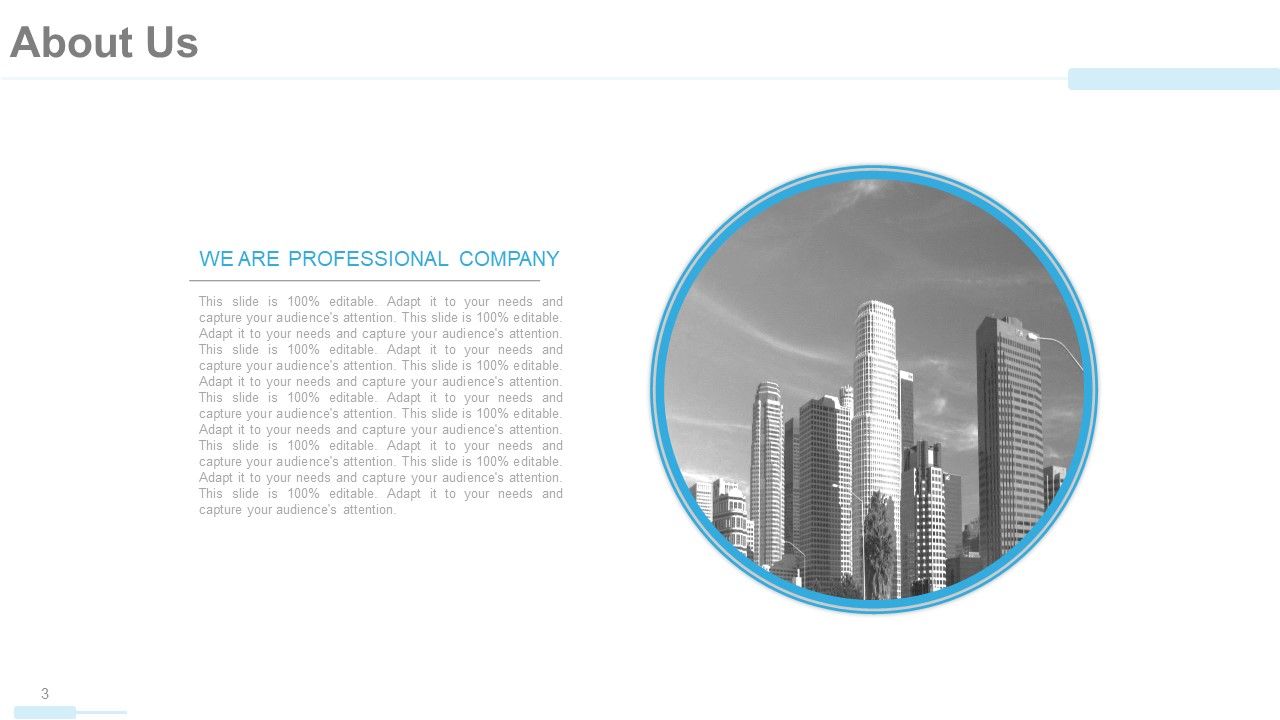 About Us
WE ARE PROFESSIONAL COMPANY
This slide is 100% editable. Adapt it to your needs and
capture your audience's attention. This slide is 100% editable.
Adapt it to your needs and capture your audience's attention.
This slide is 100% editable. Adapt it to your needs and
capture your audience's attention. This slide is 100% editable.
Adapt it to your needs and capture your audience's attention.
This slide is 100% editable. Adapt it to your needs and
capture your audience's attention. This slide is 100% editable.
Adapt it to your needs and capture your audience's attention.
This slide is 100% editable. Adapt it to your needs and
capture your audience's attention. This slide is 100% editable.
Adapt it to your needs and capture your audience's attention.
This slide is 100% editable. Adapt it to your needs and
capture your audience's attention.
3